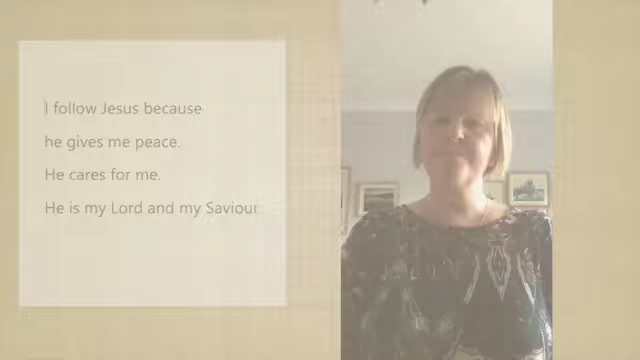 I follow Jesus because
he gives me peace.
He cares for me.
He is my Lord and my Saviour